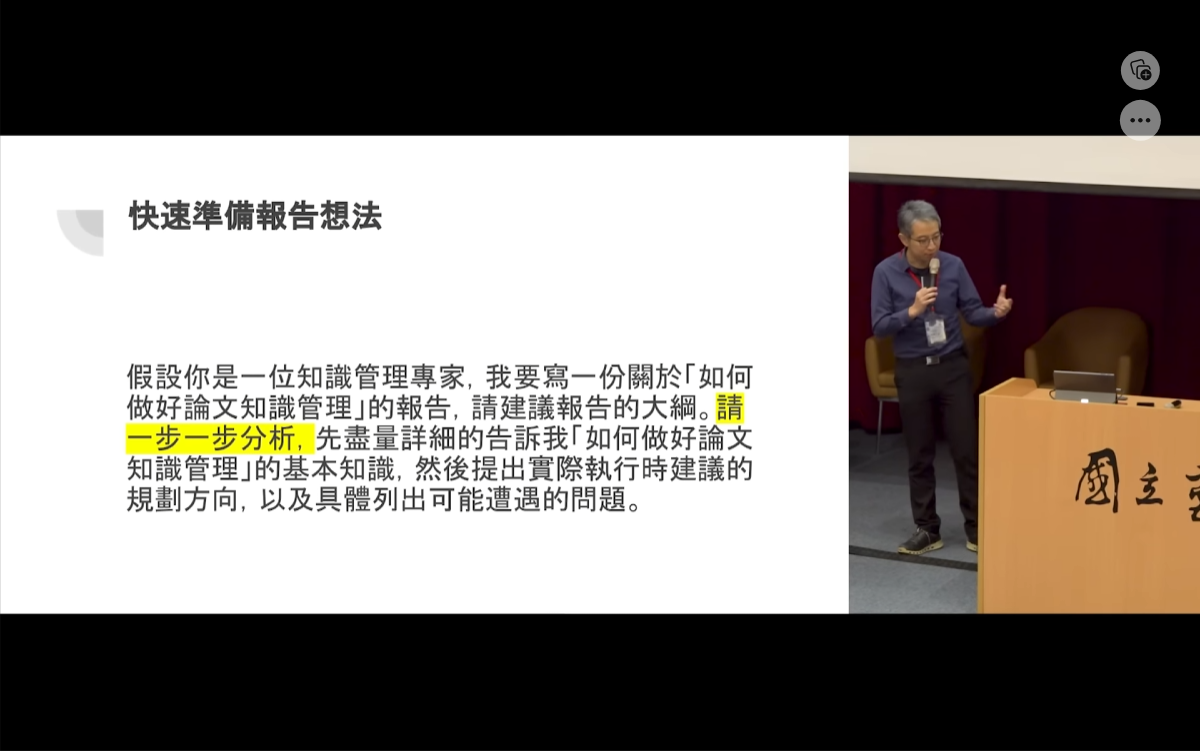 快速準備報告想法
假設你是一位知識管理專家，我要寫一份關於「如何
做好論文知識管理」的報告，請建議報告的大綱。請
一步一步分析，先盡量詳細的告訴我「如何做好論文
知識管理」的基本知識，然後提出實際執行時建議的
規劃方向，以及具體列出可能遭遇的問題。
國立